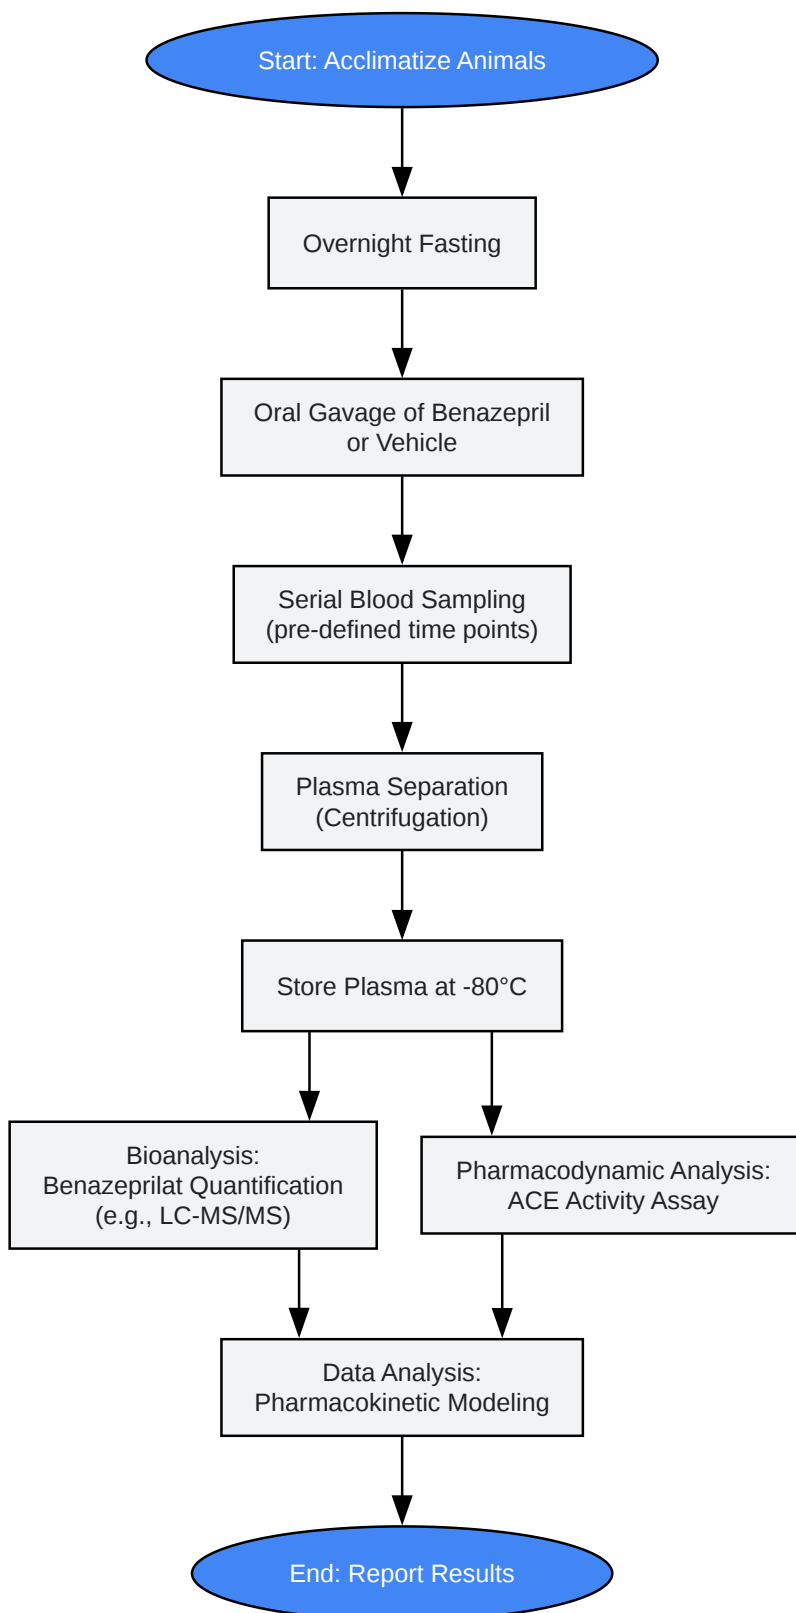 Start: Acclimatize Animals
Overnight Fasting
Oral Gavage of Benazepril
or Vehicle
Serial Blood Sampling
(pre-defined time points)
Plasma Separation
(Centrifugation)
Store Plasma at -80°C
Bioanalysis:
Benazeprilat Quantification
(e.g., LC-MS/MS)
Pharmacodynamic Analysis:
ACE Activity Assay
Data Analysis:
Pharmacokinetic Modeling
End: Report Results